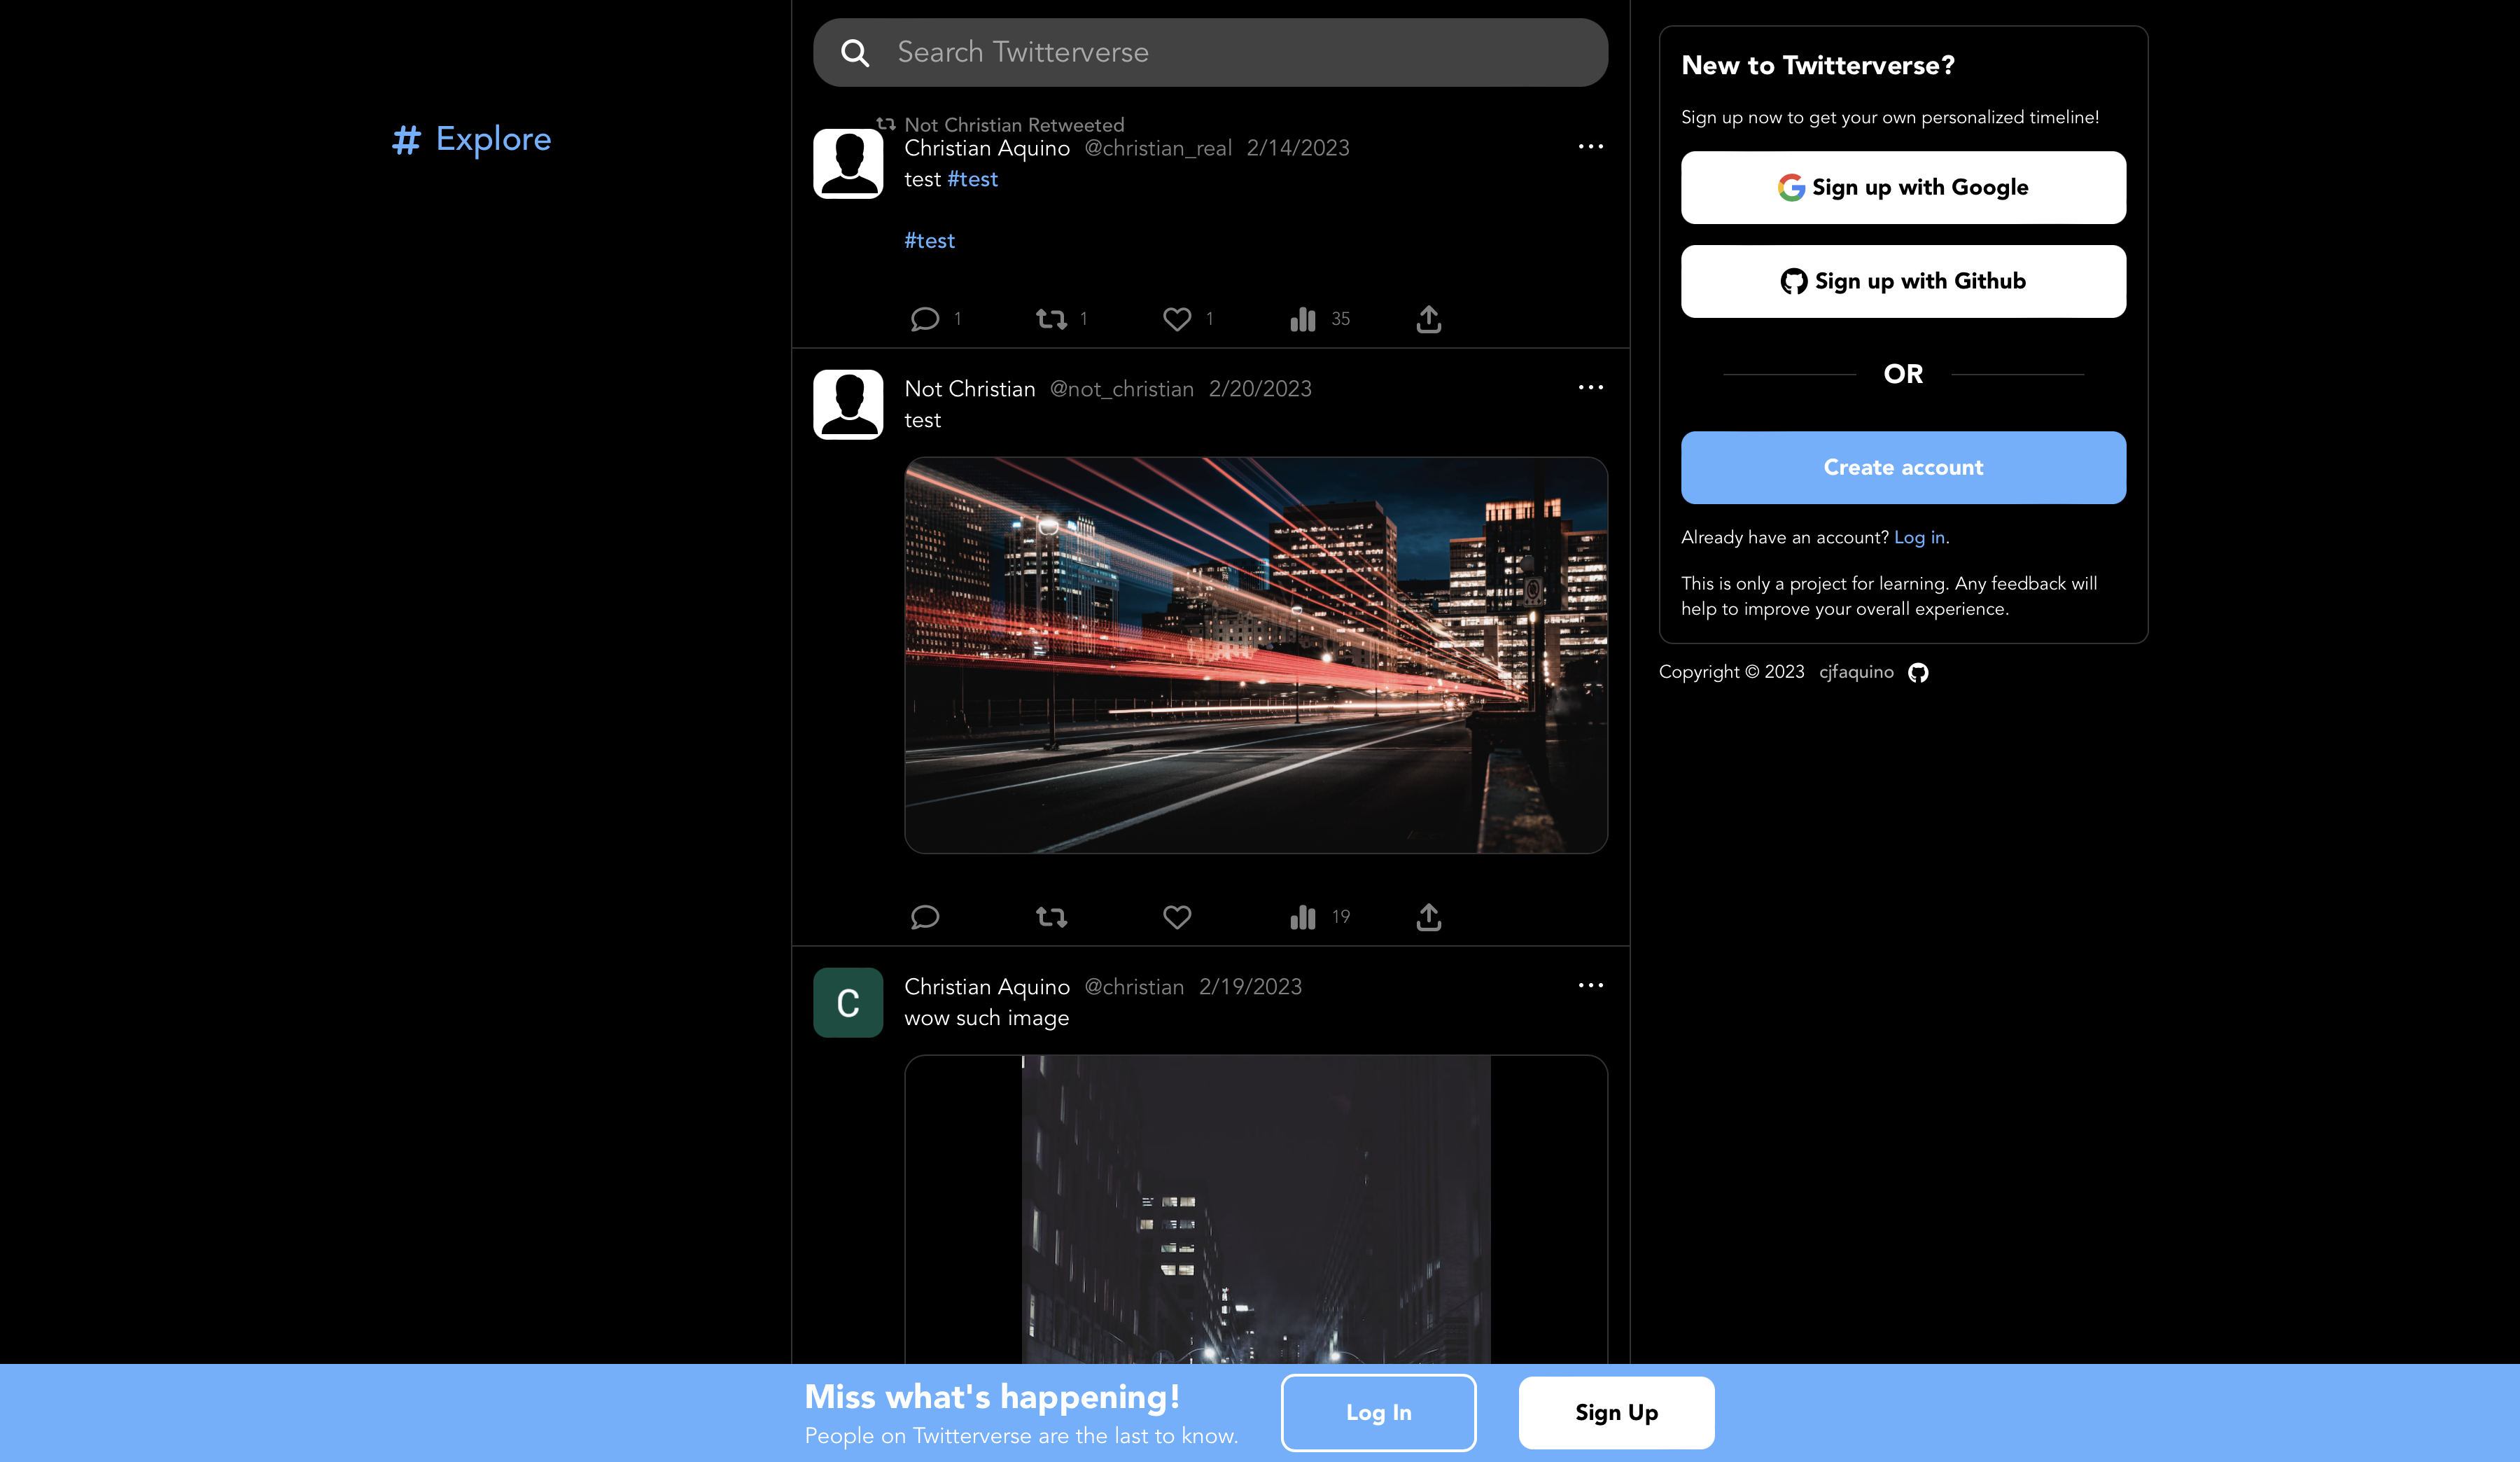 # Explore
Search Twitterverse
Not Christian Retweeted
Christian Aquino @christian_real 2/14/2023
test #test
#test
1 1 1 35
Not Christian @not_christian 2/20/2023
test
19
C
Christian Aquino @christian 2/19/2023
wow such image
New to Twitterverse?
Sign up now to get your own personalized timeline!
Sign up with Google
Sign up with Github
OR
Create account
Already have an account? Log in.
This is only a project for learning. Any feedback will
help to improve your overall experience.
Copyright © 2023 cjfaquino
Miss what's happening!
People on Twitterverse are the last to know.
Log In
Sign Up